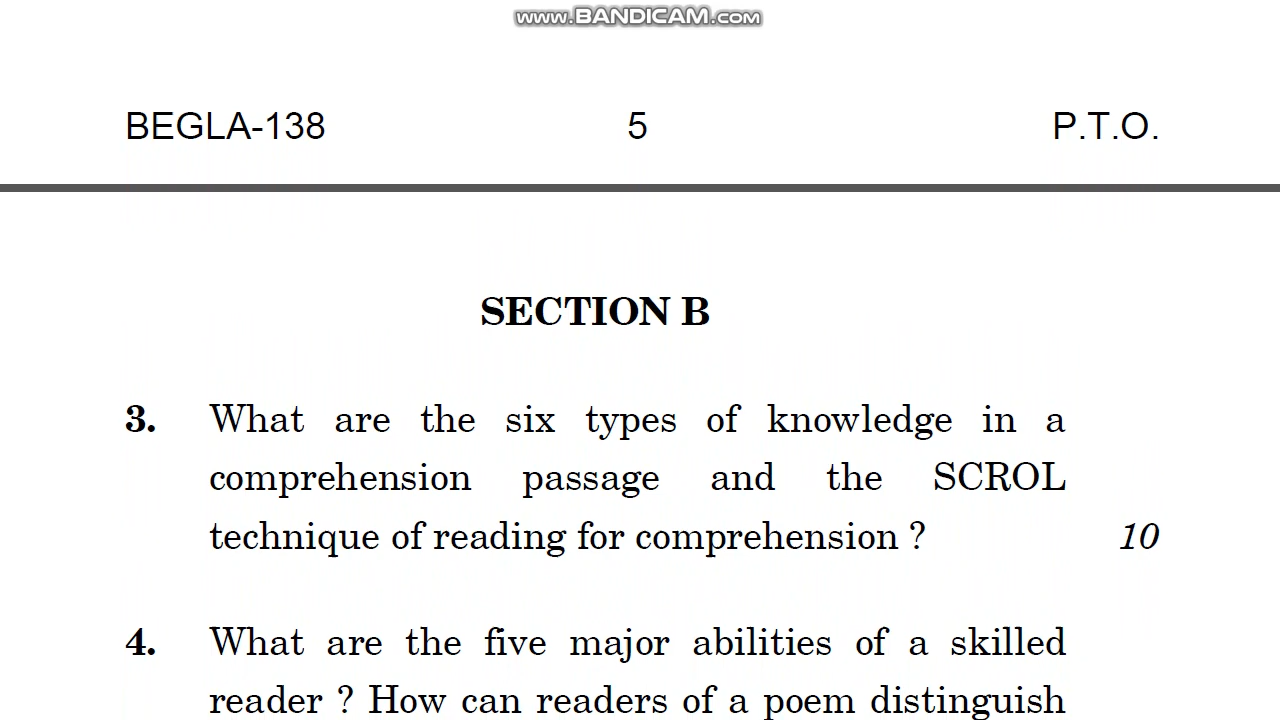 www.BANDICAM.com
BEGLA-138 5 P.T.O.
SECTION B
3. What are the six types of knowledge in a
comprehension passage and the SCROL
technique of reading for comprehension ? 10
4. What are the five major abilities of a skilled
reader ? How can readers of a poem distinguish